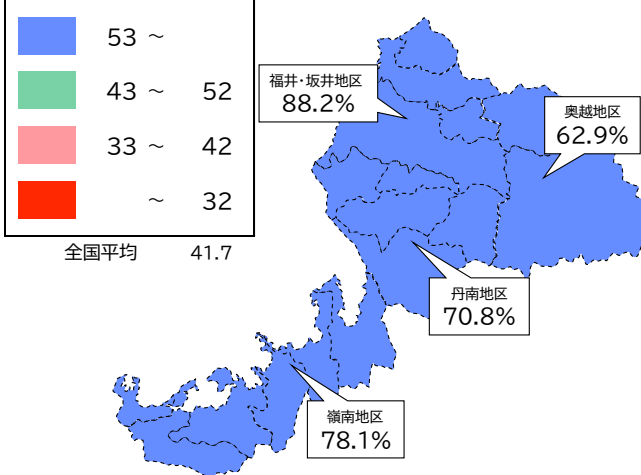 53 ～
43 ～ 52
33 ～ 42
～ 32
全国平均 41.7
福井・坂井地区
88.2%
奥越地区
62.9%
丹南地区
70.8%
嶺南地区
78.1%